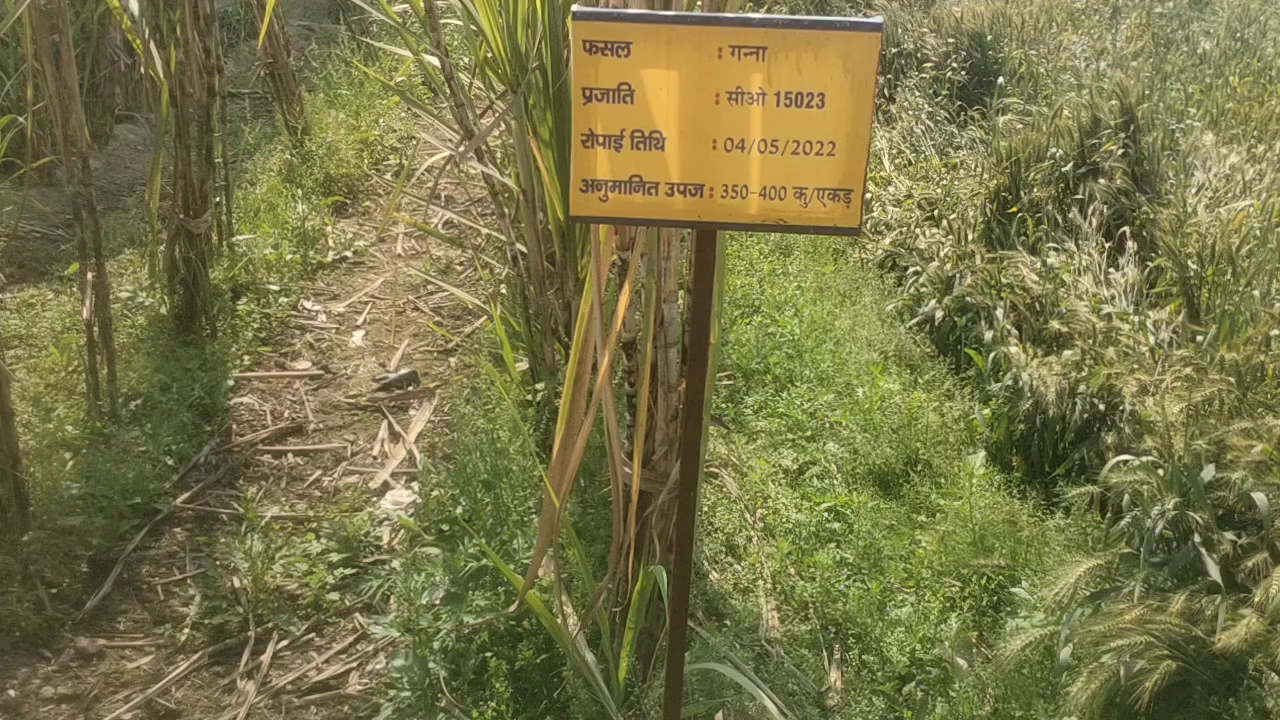 फसल : गन्ना
प्रजाति : सीओ 15023
रोपाई तिथि : 04/05/2022
अनुमानित उपज : 350-400 कु/एकड़